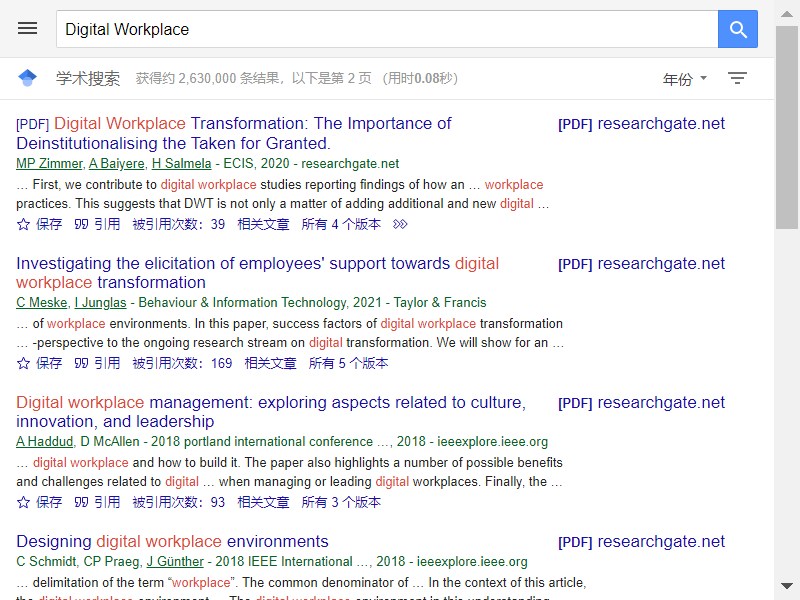 Digital Workplace
学术搜索 获得约 2,630,000 条结果，以下是第 2 页 （用时0.08秒） 年份
[PDF] Digital Workplace Transformation: The Importance of Deinstitutionalising the Taken for Granted.
[PDF] researchgate.net
MP Zimmer, A Baiyere, H Salmela - ECIS, 2020 - researchgate.net
… First, we contribute to digital workplace studies reporting findings of how an … workplace
practices. This suggests that DWT is not only a matter of adding additional and new digital …
保存 引用 被引用次数：39 相关文章 所有 4 个版本
Investigating the elicitation of employees' support towards digital
workplace transformation
[PDF] researchgate.net
C Meske, I Junglas - Behaviour & Information Technology, 2021 - Taylor & Francis
… of workplace environments. In this paper, success factors of digital workplace transformation
… -perspective to the ongoing research stream on digital transformation. We will show for an …
保存 引用 被引用次数：169 相关文章 所有 5 个版本
Digital workplace management: exploring aspects related to culture,
innovation, and leadership
[PDF] researchgate.net
A Haddud, D McAllen - 2018 portland international conference …, 2018 - ieeexplore.ieee.org
… digital workplace and how to build it. The paper also highlights a number of possible benefits
and challenges related to digital … when managing or leading digital workplaces. Finally, the …
保存 引用 被引用次数：93 相关文章 所有 3 个版本
Designing digital workplace environments
[PDF] researchgate.net
C Schmidt, CP Praeg, J Günther - 2018 IEEE International …, 2018 - ieeexplore.ieee.org
… delimitation of the term “workplace”. The common denominator of … In the context of this article,
the digital workplace environment … The digital workplace environment in this understanding